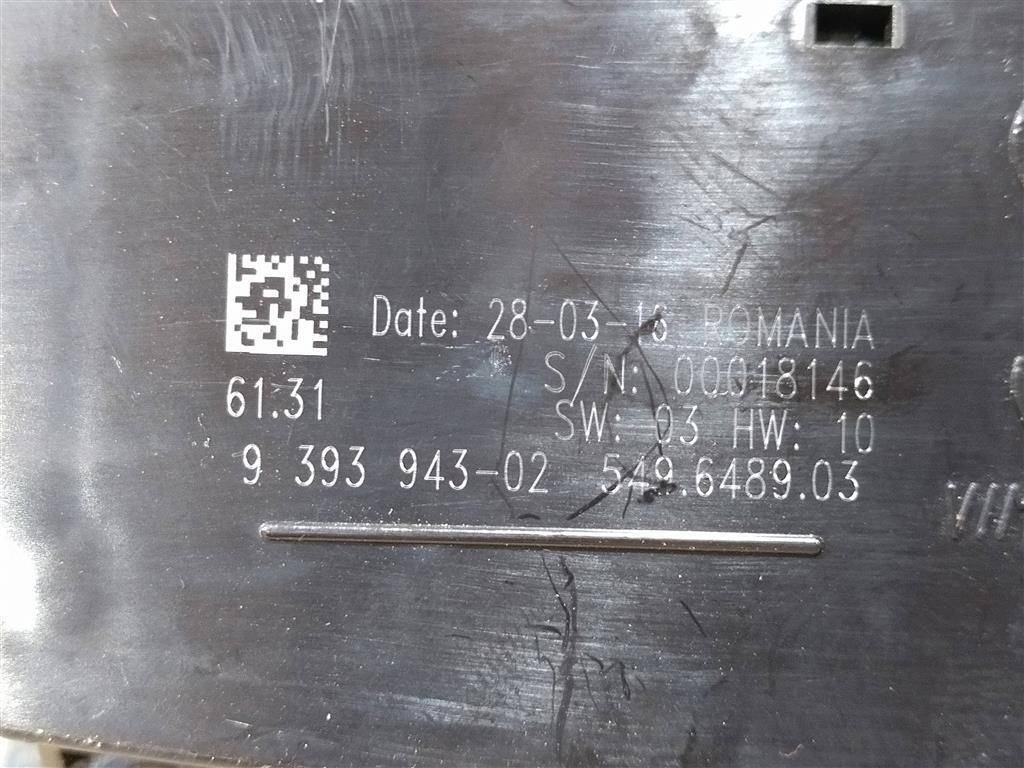 Date: 28-03-18 ROMANIA
S/N: 00018146
61.31
SW: 03 HW: 10
9 393 943-02 549.6489.03